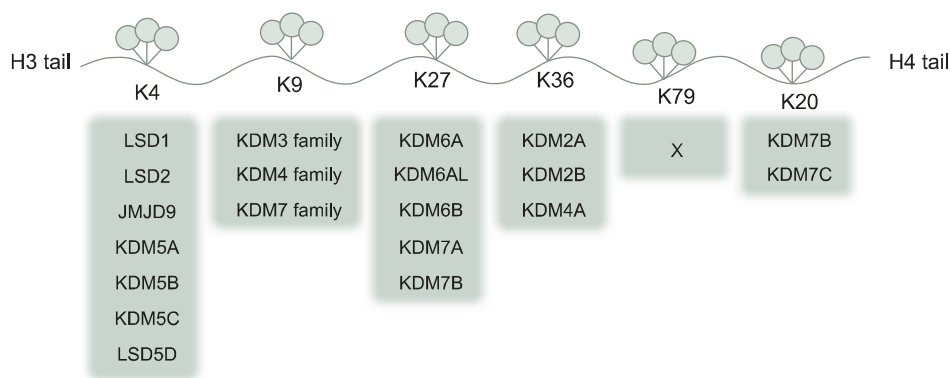 H3 tail
H4 tail
K4
K9
K27
K36
K79
K20
LSD1
LSD2
JMJD9
KDM5A
KDM5B
KDM5C
LSD5D
KDM3 family
KDM4 family
KDM7 family
KDM6A
KDM6AL
KDM6B
KDM7A
KDM7B
KDM2A
KDM2B
KDM4A
X
KDM7B
KDM7C